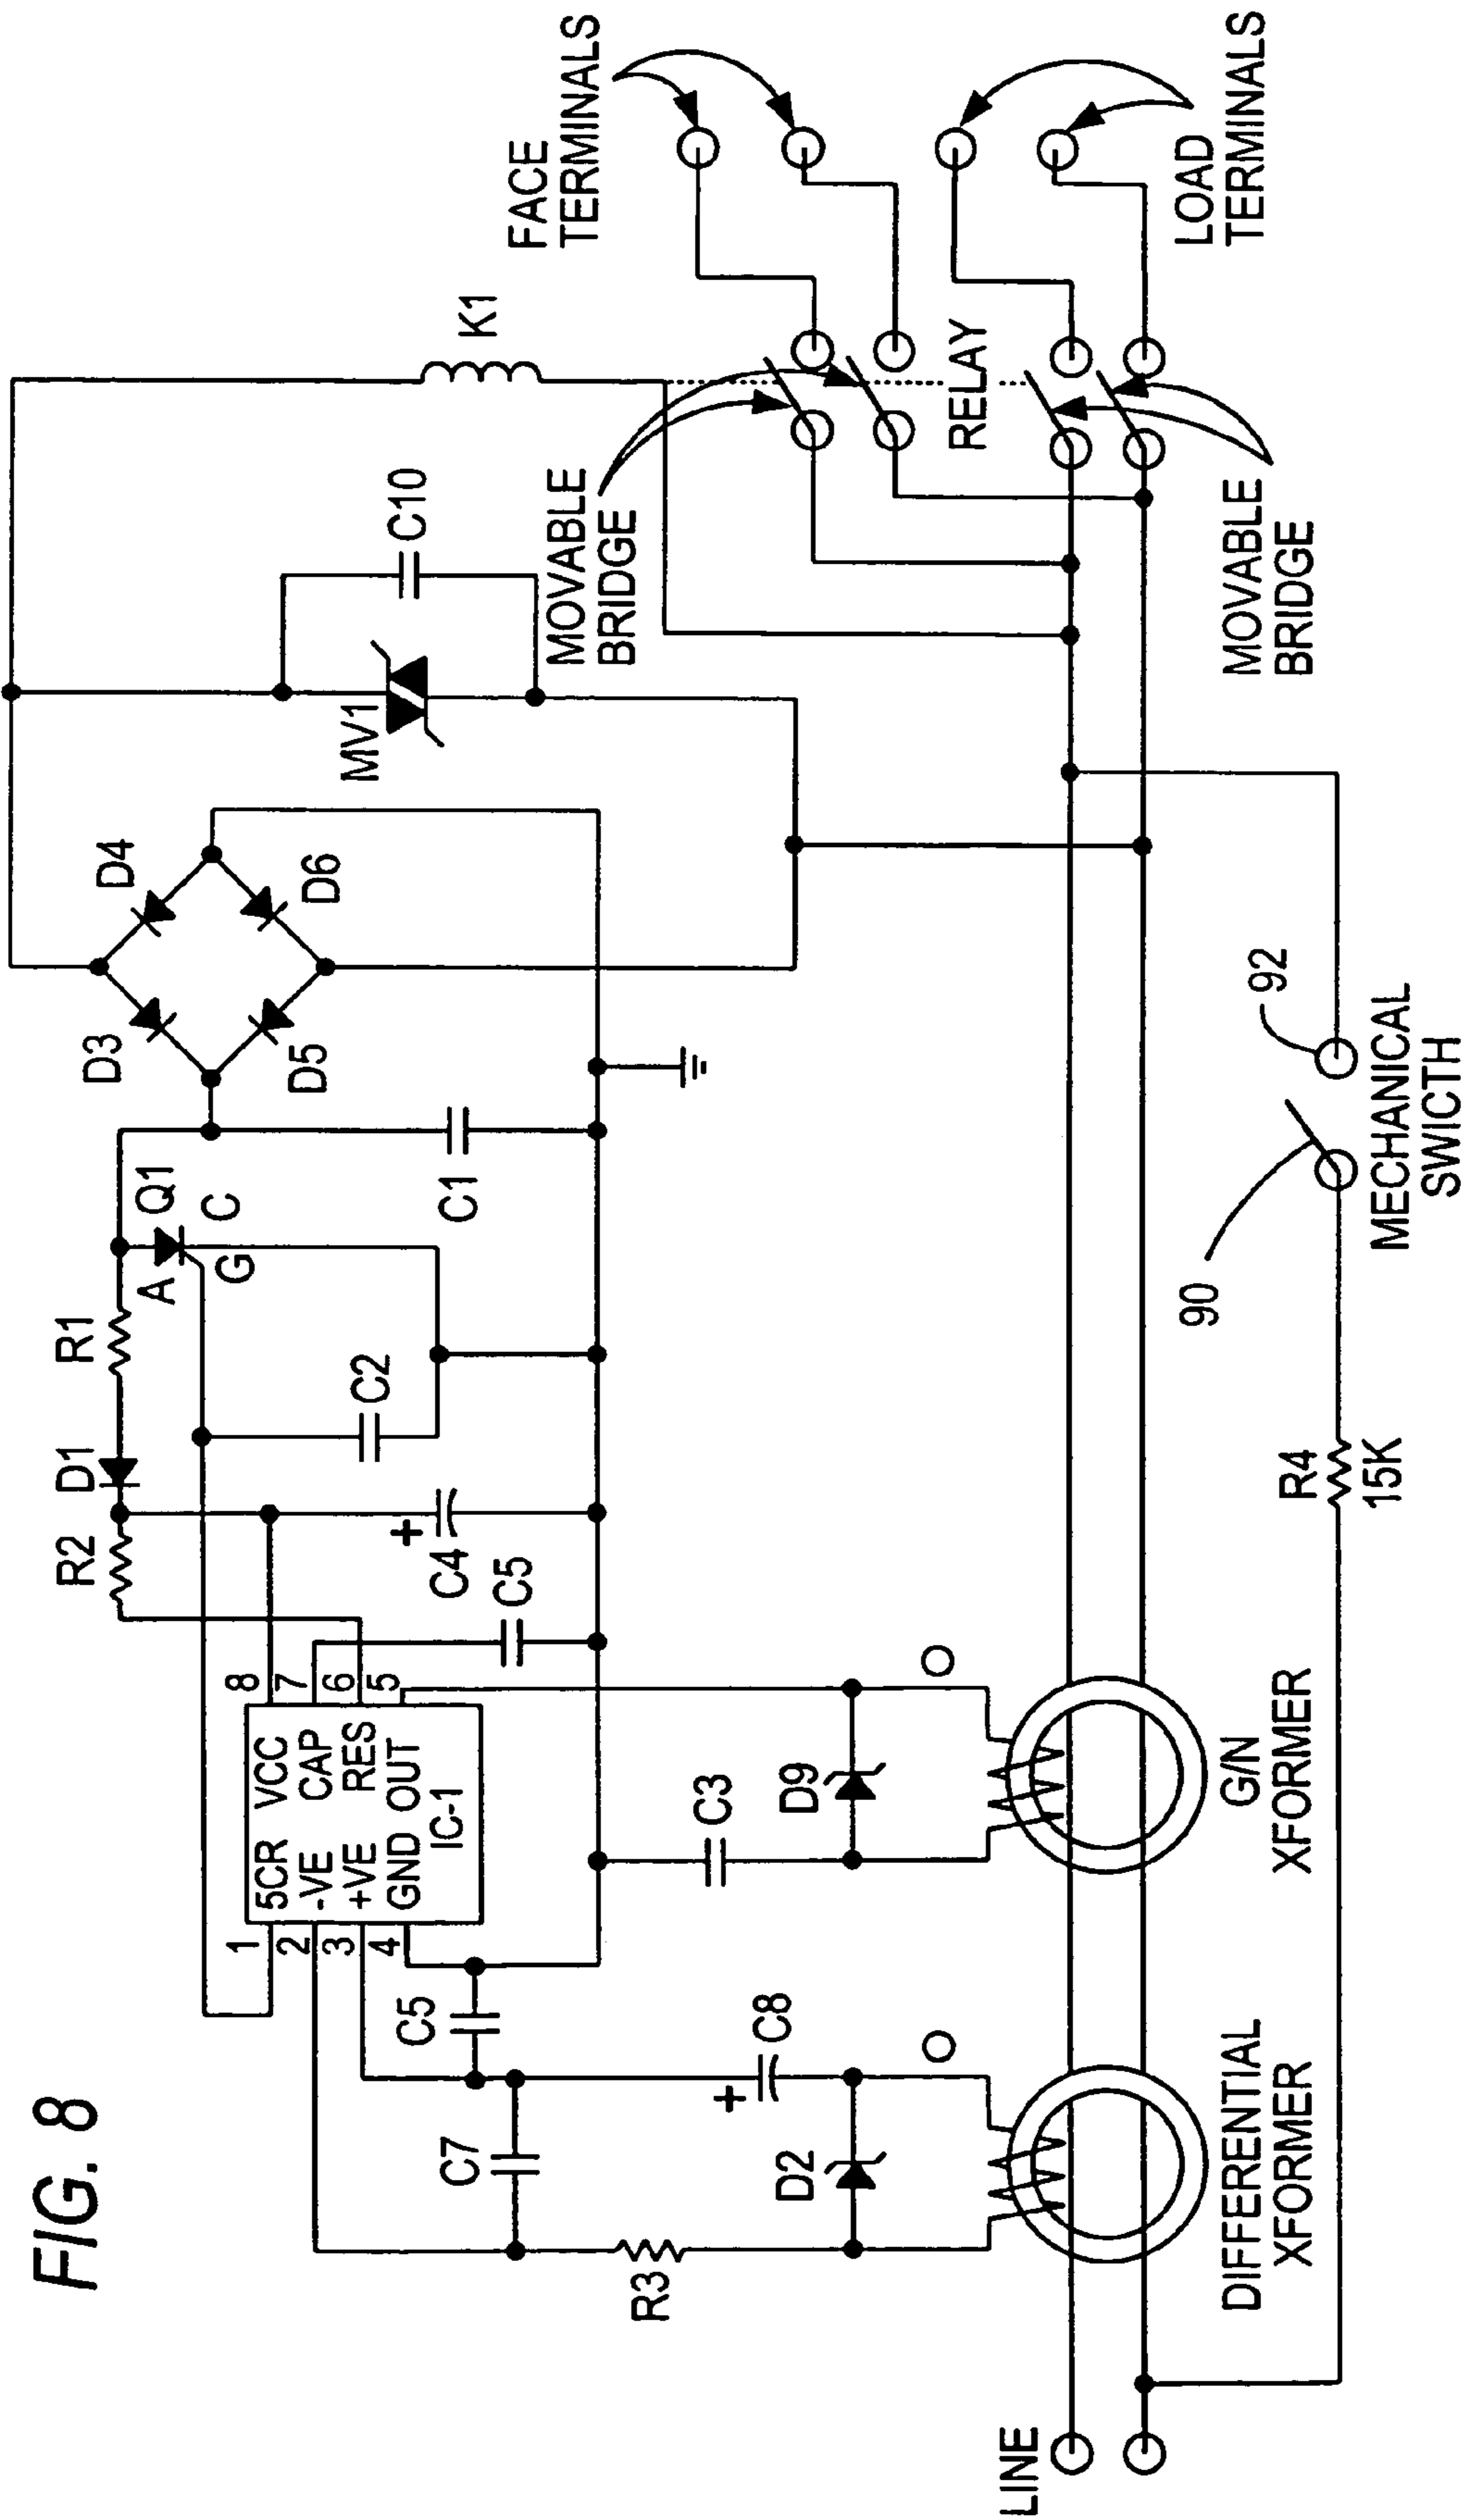 FIG. 8
D3
D4
D5
D6
R2
D1
R1
A
Q1
C
G
MV1
C10
K1
FACE
TERMINALS
C2
C1
C4
+
C5
8
7
6
5
5CR VCC
-VE CAP
+VE RES
GND OUT
IC-1
1
2
3
4
C5
C7
C8
+
R3
D2
C3
D9
MOVABLE
BRIDGE
RELAY
LOAD
TERMINALS
MOVABLE
BRIDGE
LINE
DIFFERENTIAL
XFORMER
G/N
XFORMER
R4
15K
90
92
MECHANICAL
SWICTH